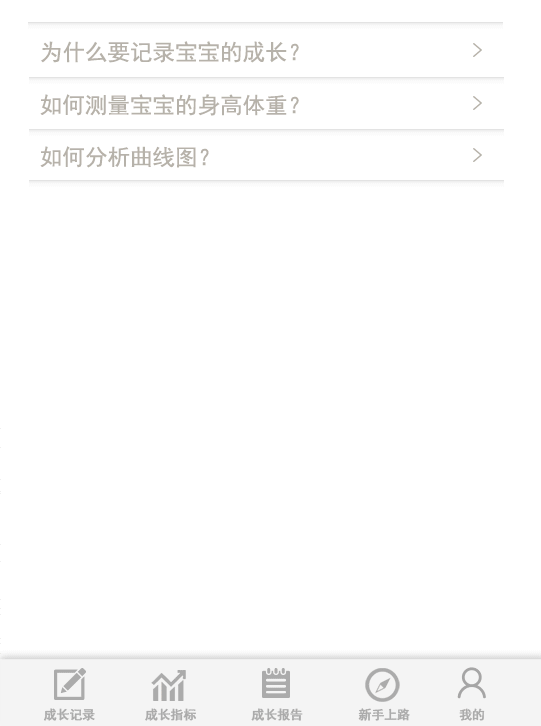 为什么要记录宝宝的成长？
如何测量宝宝的身高体重？
如何分析曲线图？
成长记录 成长指标 成长报告 新手上路 我的